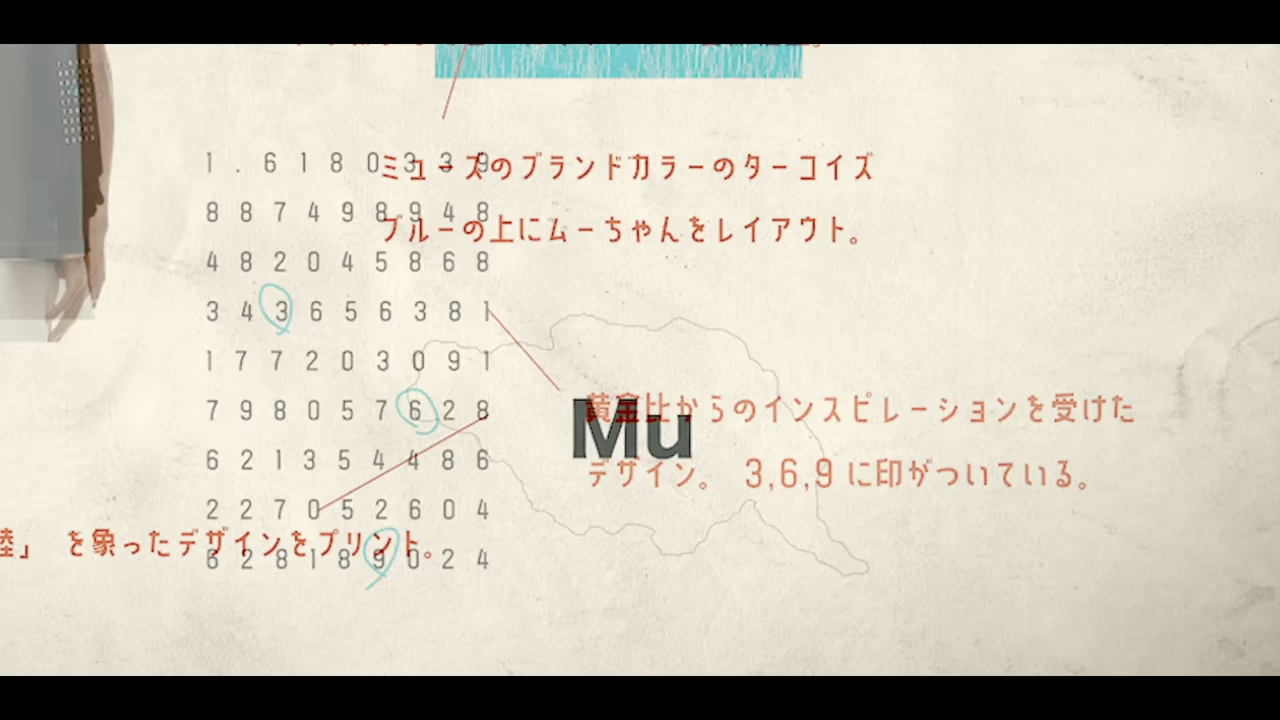 1.6180339
887498948
482045868
343656381
177203091
798057628
621354486
227052604
628189024
ミューズのブランドカラーのターコイズ
ブルーの上にムーちゃんをレイアウト。
Mu
黄金比からのインスピレーションを受けた
デザイン。 3,6,9 に印がついている。
陸」 を象ったデザインをプリント。